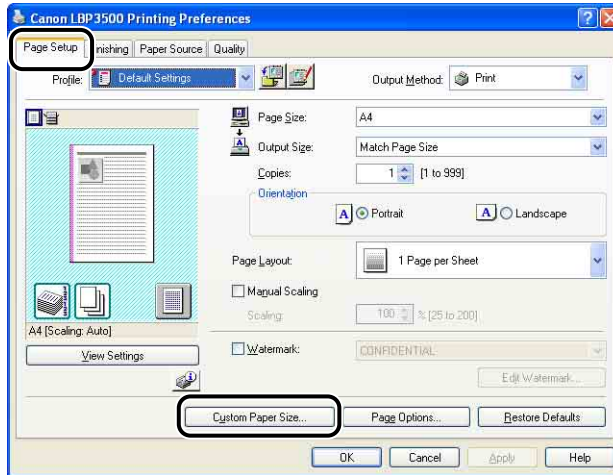 Canon LBP3500 Printing Preferences
Page Setup nishing Paper Source Quality
Profile: Default Settings Output Method: Print
Page Size: A4
Output Size: Match Page Size
Copies: 1 [1 to 999]
Orientation
A Portrait A Landscape
Page Layout: 1 Page per Sheet
Manual Scaling
Scaling: 100 % [25 to 200]
A4 [Scaling: Auto]
View Settings
Watermark: CONFIDENTIAL
Edit Watermark...
Custom Paper Size... Page Options... Restore Defaults
OK Cancel Apply Help